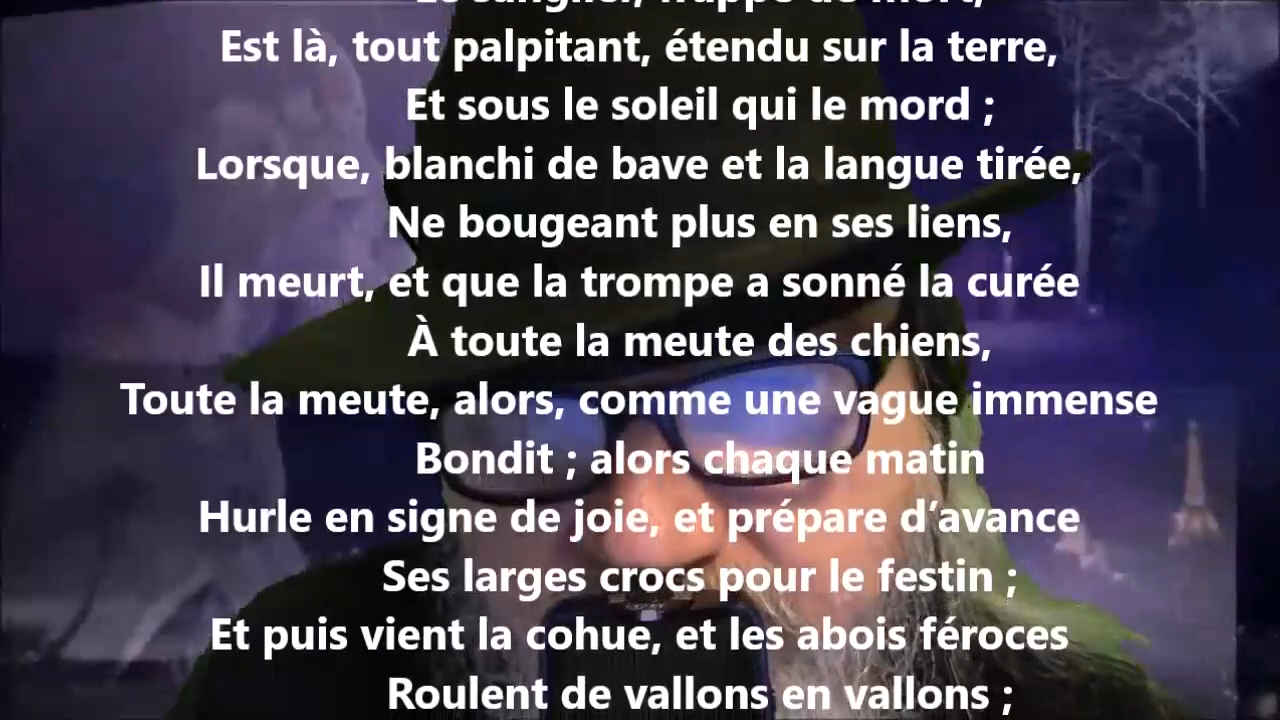 Est là, tout palpitant, étendu sur la terre,
Et sous le soleil qui le mord ;
Lorsque, blanchi de bave et la langue tirée,
Ne bougeant plus en ses liens,
Il meurt, et que la trompe a sonné la curée
À toute la meute des chiens,
Toute la meute, alors, comme une vague immense
Bondit ; alors chaque matin
Hurle en signe de joie, et prépare d’avance
Ses larges crocs pour le festin ;
Et puis vient la cohue, et les abois féroces
Roulent de vallons en vallons ;